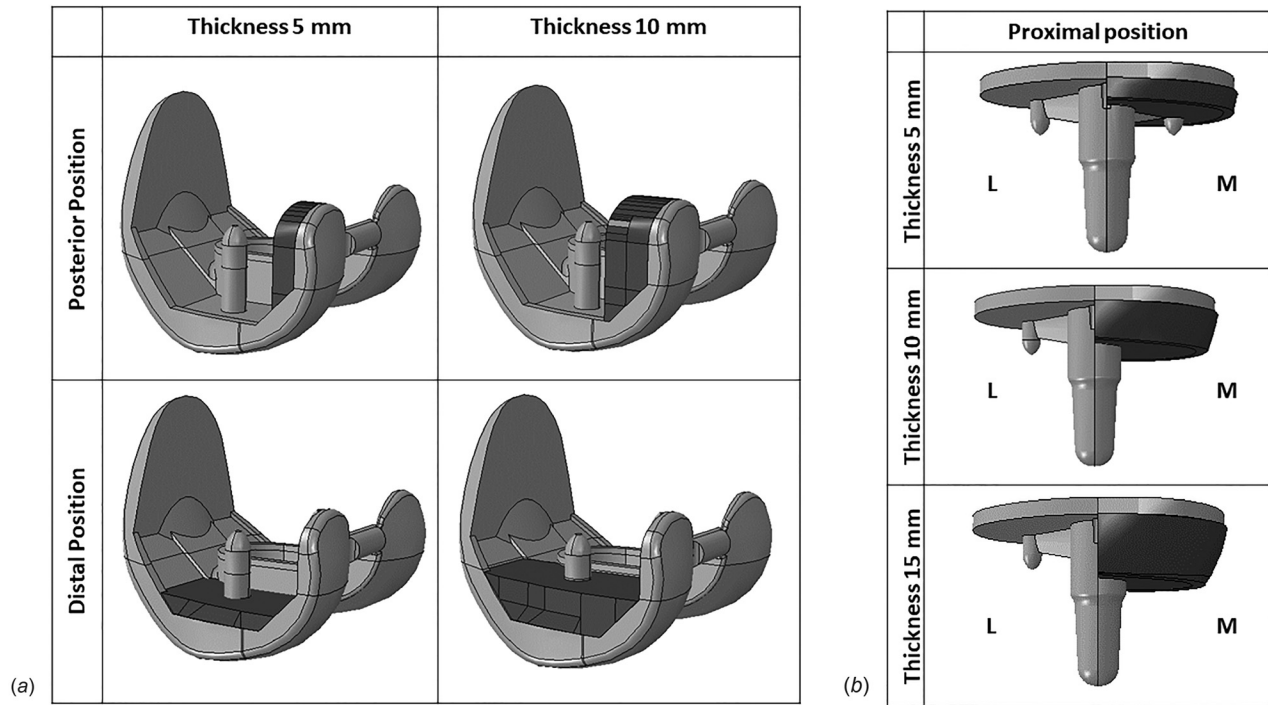 Thickness 5 mm
Thickness 10 mm
Posterior Position
Distal Position
(a)
Proximal position
Thickness 5 mm
L
M
Thickness 10 mm
L
M
Thickness 15 mm
L
M
(b)